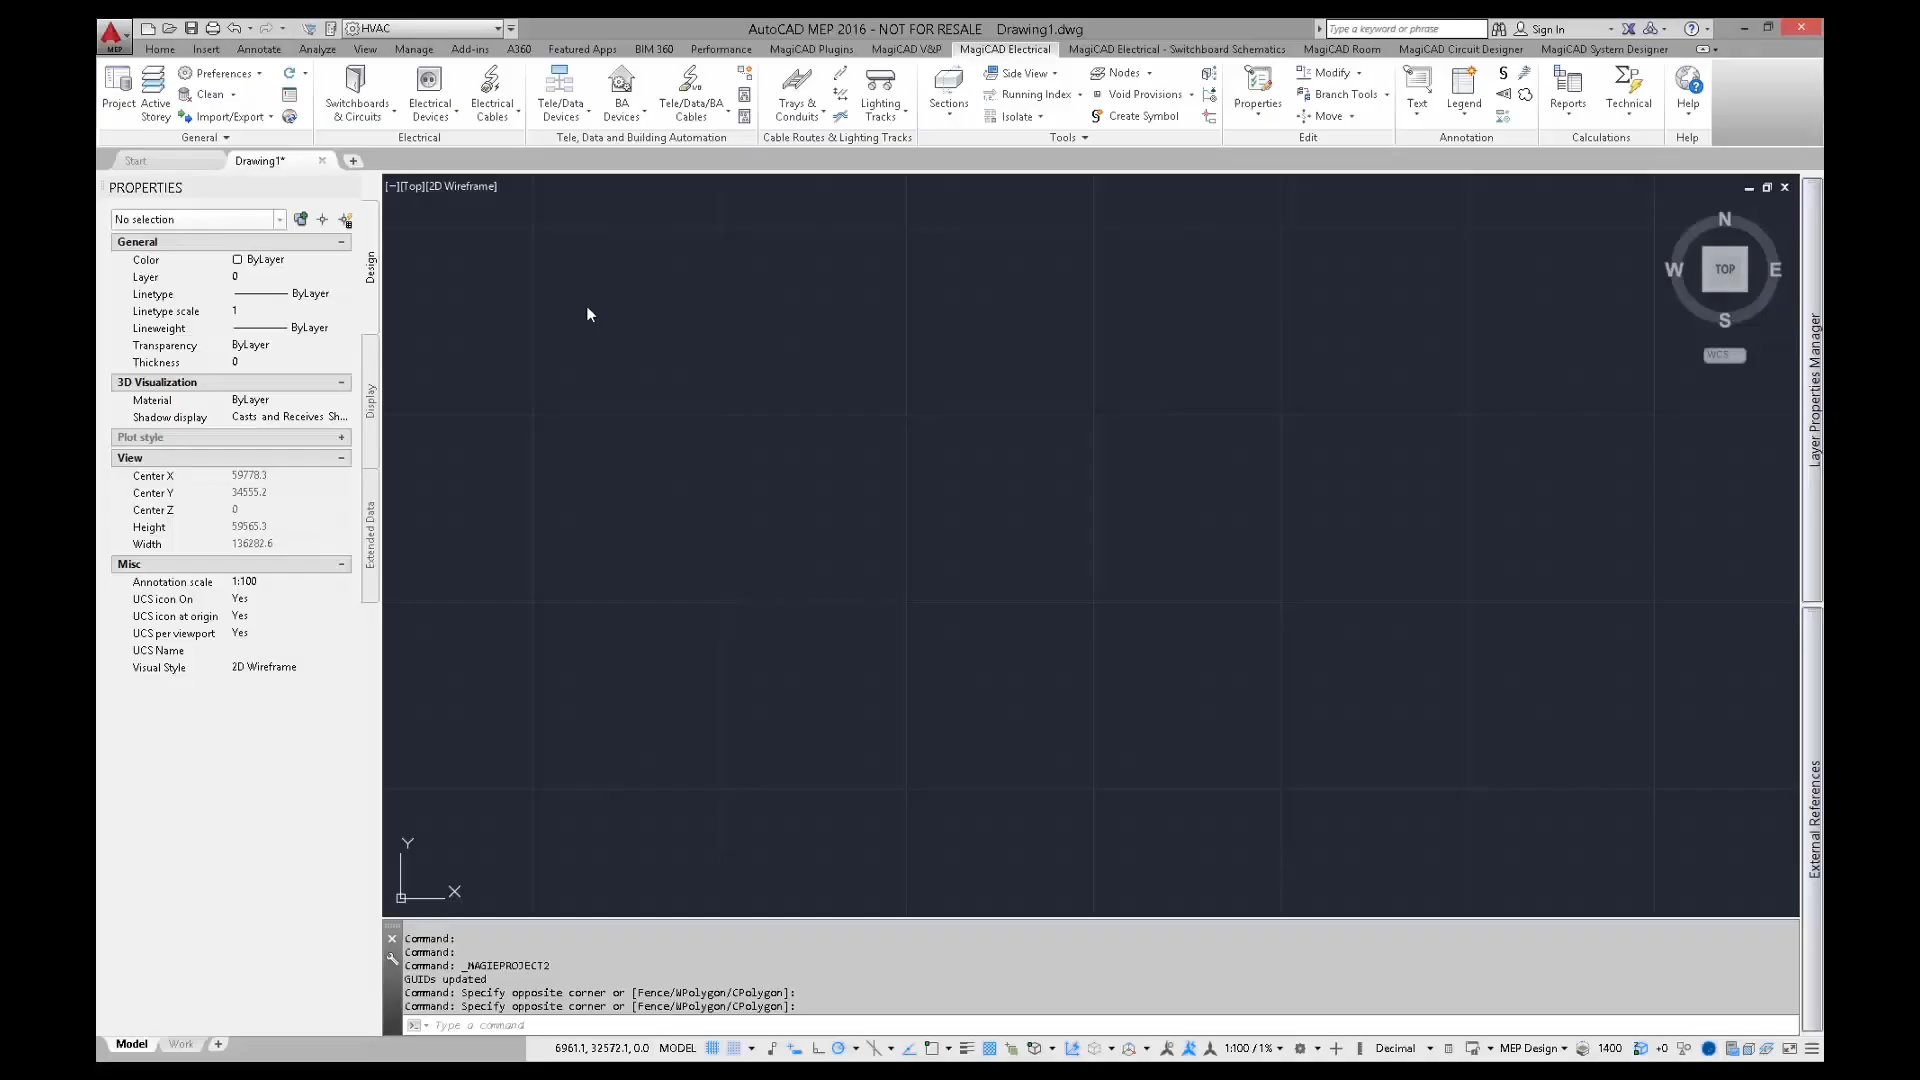 MEP
HVAC
AutoCAD MEP 2016 - NOT FOR RESALE Drawing1.dwg
Type a keyword or phrase
Sign In
Home Insert Annotate Analyze View Manage Add-ins A360 Featured Apps BIM 360 Performance MagiCAD Plugins MagiCAD V&P MagiCAD Electrical MagiCAD Electrical - Switchboard Schematics MagiCAD Room MagiCAD Circuit Designer MagiCAD System Designer
Project
Active
Storey
Preferences
Clean
Import/Export
General
Switchboards
& Circuits
Electrical
Devices
Electrical
Cables
Electrical
Tele/Data
Devices
BA
Devices
Tele/Data/BA
Cables
Tele, Data and Building Automation
Trays &
Conduits
Lighting
Tracks
Cable Routes & Lighting Tracks
Sections
Side View
Running Index
Isolate
Nodes
Void Provisions
Create Symbol
Tools
Properties
Modify
Branch Tools
Move
Edit
Text
Legend
Annotation
Reports
Technical
Calculations
Help
Help
Start
Drawing1*
PROPERTIES
No selection
General
Color ByLayer
Layer 0
Linetype ByLayer
Linetype scale 1
Lineweight ByLayer
Transparency ByLayer
Thickness 0
3D Visualization
Material ByLayer
Shadow display Casts and Receives Sh...
Plot style
View
Center X 59778.3
Center Y 34555.2
Center Z 0
Height 59565.3
Width 136282.6
Misc
Annotation scale 1:100
UCS icon On Yes
UCS icon at origin Yes
UCS per viewport Yes
UCS Name
Visual Style 2D Wireframe
Design
Display
Extended Data
[−][Top][2D Wireframe]
N
W
TOP
E
S
WCS
Y
X
Layer Properties Manager
External References
Command:
Command:
Command: _MAGIEPROJECT2
GUIDs updated
Command: Specify opposite corner or [Fence/WPolygon/CPolygon]:
Command: Specify opposite corner or [Fence/WPolygon/CPolygon]:
Type a command
Model
Work
6961.1, 32572.1, 0.0 MODEL 1:100 / 1% Decimal MEP Design 1400 +0